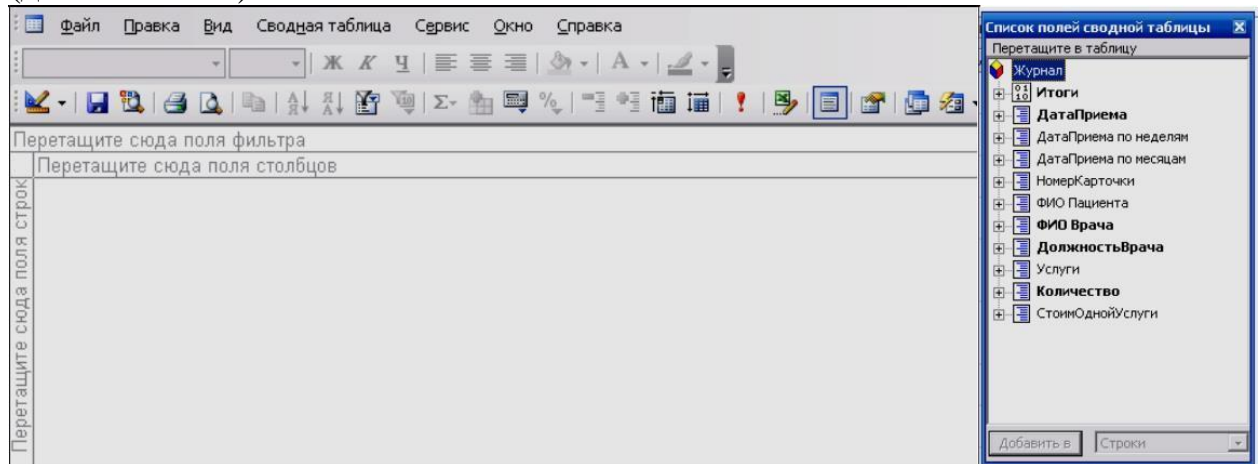 Файл Правка Вид Сводная таблица Сервис Окно Справка
Ж К Ч А
Перетащите сюда поля фильтра
Перетащите сюда поля столбцов
Перетащите сюда поля строк
Список полей сводной таблицы
Перетащите в таблицу
Журнал
Итоги
ДатаПриема
ДатаПриема по неделям
ДатаПриема по месяцам
НомерКарточки
ФИО Пациента
ФИО Врача
ДолжностьВрача
Услуги
Количество
СтоимОднойУслуги
Добавить в Строки